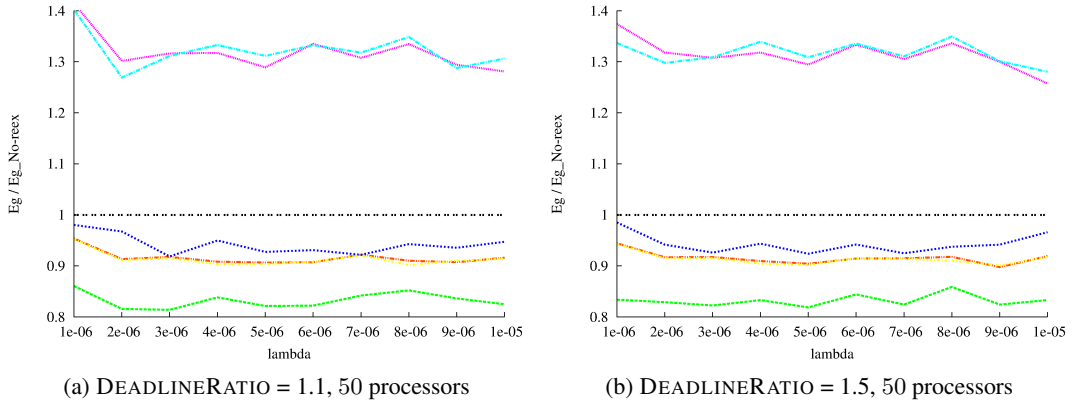 1.4
1.3
1.2
1.1
1
0.9
0.8
Eg / Eg_No-reex
1e-06 2e-06 3e-06 4e-06 5e-06 6e-06 7e-06 8e-06 9e-06 1e-05
lambda
(a) DEADLINERATIO = 1.1, 50 processors
1.4
1.3
1.2
1.1
1
0.9
0.8
Eg / Eg_No-reex
1e-06 2e-06 3e-06 4e-06 5e-06 6e-06 7e-06 8e-06 9e-06 1e-05
lambda
(b) DEADLINERATIO = 1.5, 50 processors